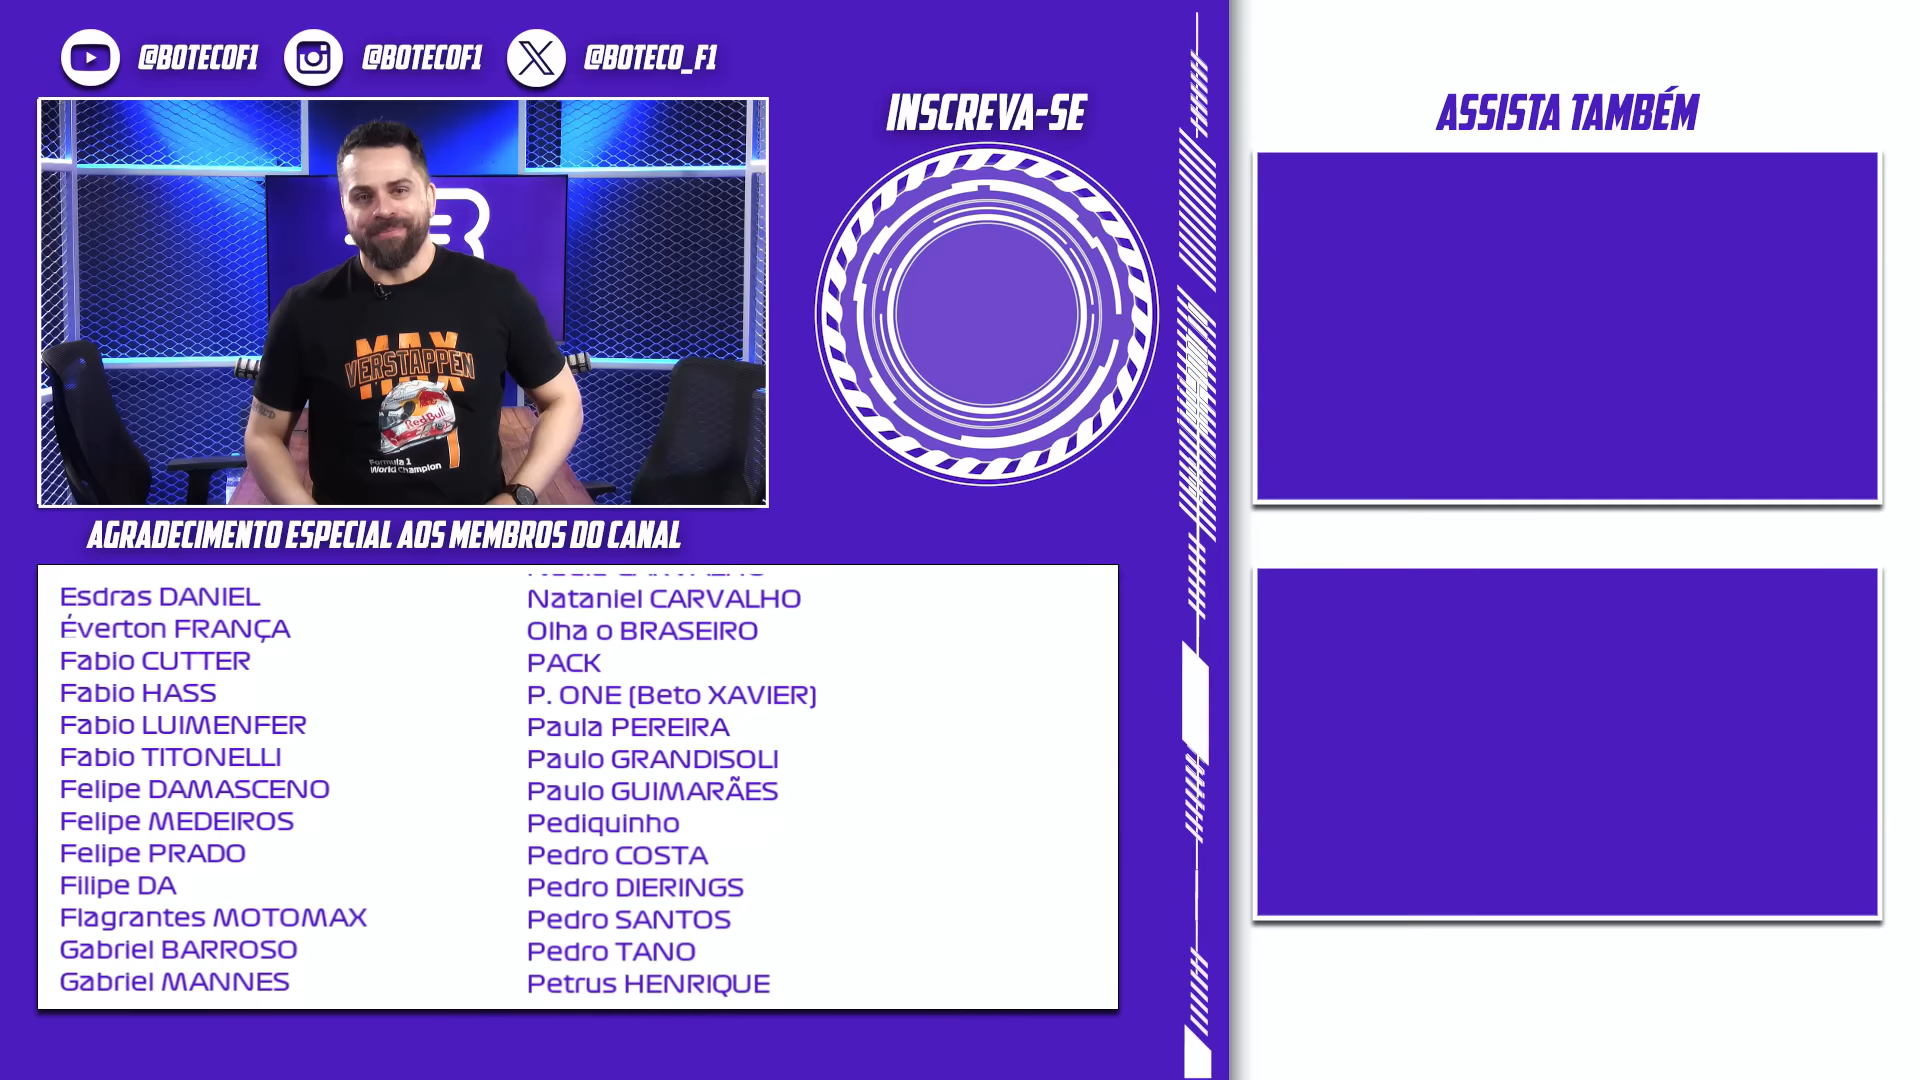 @BOTECOF1
@BOTECOF1
@BOTECO_F1
INSCREVA-SE
ASSISTA TAMBÉM
MAX
VERSTAPPEN
Red Bull
Formula 1
World Champion
AGRADECIMENTO ESPECIAL AOS MEMBROS DO CANAL
Esdras DANIEL
Éverton FRANÇA
Fabio CUTTER
Fabio HASS
Fabio LUIMENFER
Fabio TITONELLI
Felipe DAMASCENO
Felipe MEDEIROS
Felipe PRADO
Filipe DA
Flagrantes MOTOMAX
Gabriel BARROSO
Gabriel MANNES
Nataniel CARVALHO
Olha o BRASEIRO
PACK
P. ONE (Beto XAVIER)
Paula PEREIRA
Paulo GRANDISOLI
Paulo GUIMARÃES
Pediquinho
Pedro COSTA
Pedro DIERINGS
Pedro SANTOS
Pedro TANO
Petrus HENRIQUE